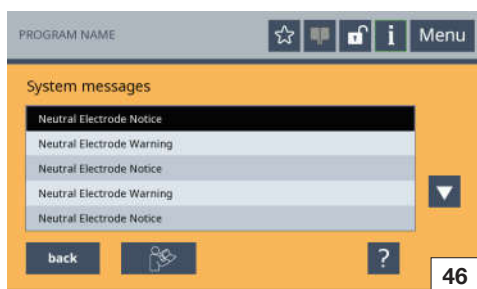 PROGRAM NAME
i
Menu
System messages
Neutral Electrode Notice
Neutral Electrode Warning
Neutral Electrode Notice
Neutral Electrode Warning
Neutral Electrode Notice
back
?
46